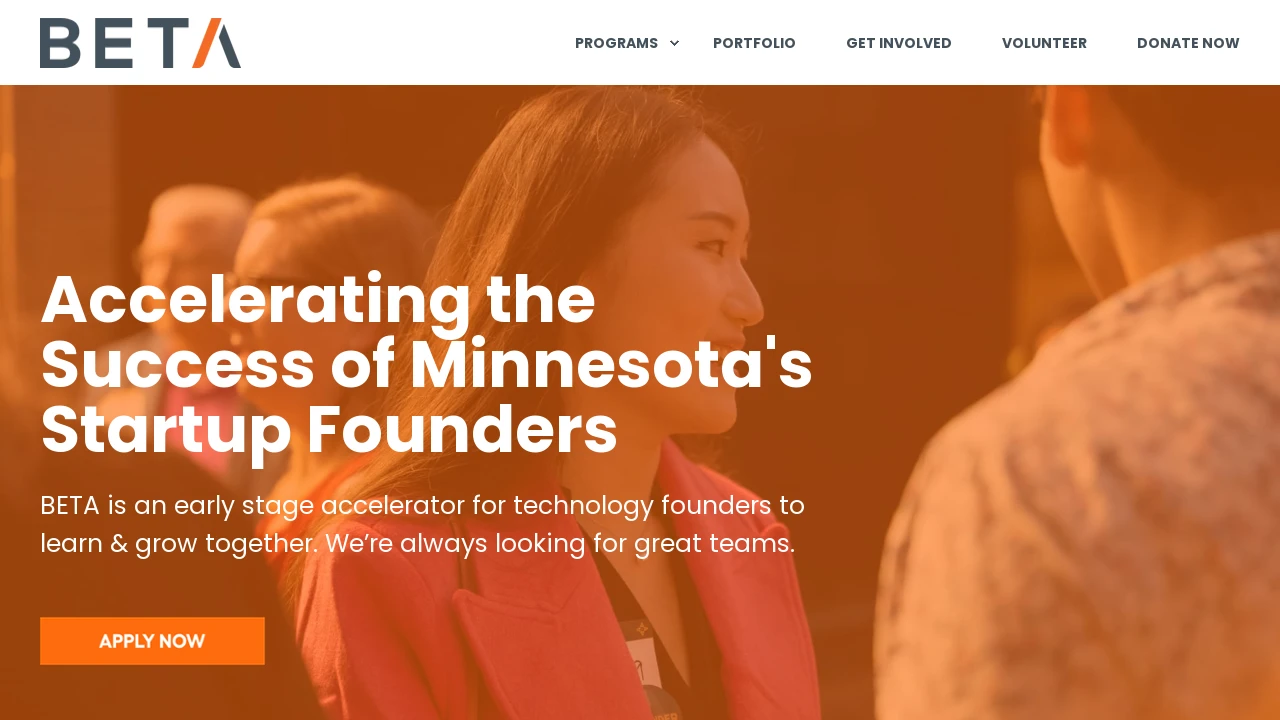 BETA
PROGRAMS PORTFOLIO GET INVOLVED VOLUNTEER DONATE NOW
Accelerating the
Success of Minnesota's
Startup Founders
BETA is an early stage accelerator for technology founders to
learn & grow together. We’re always looking for great teams.
APPLY NOW